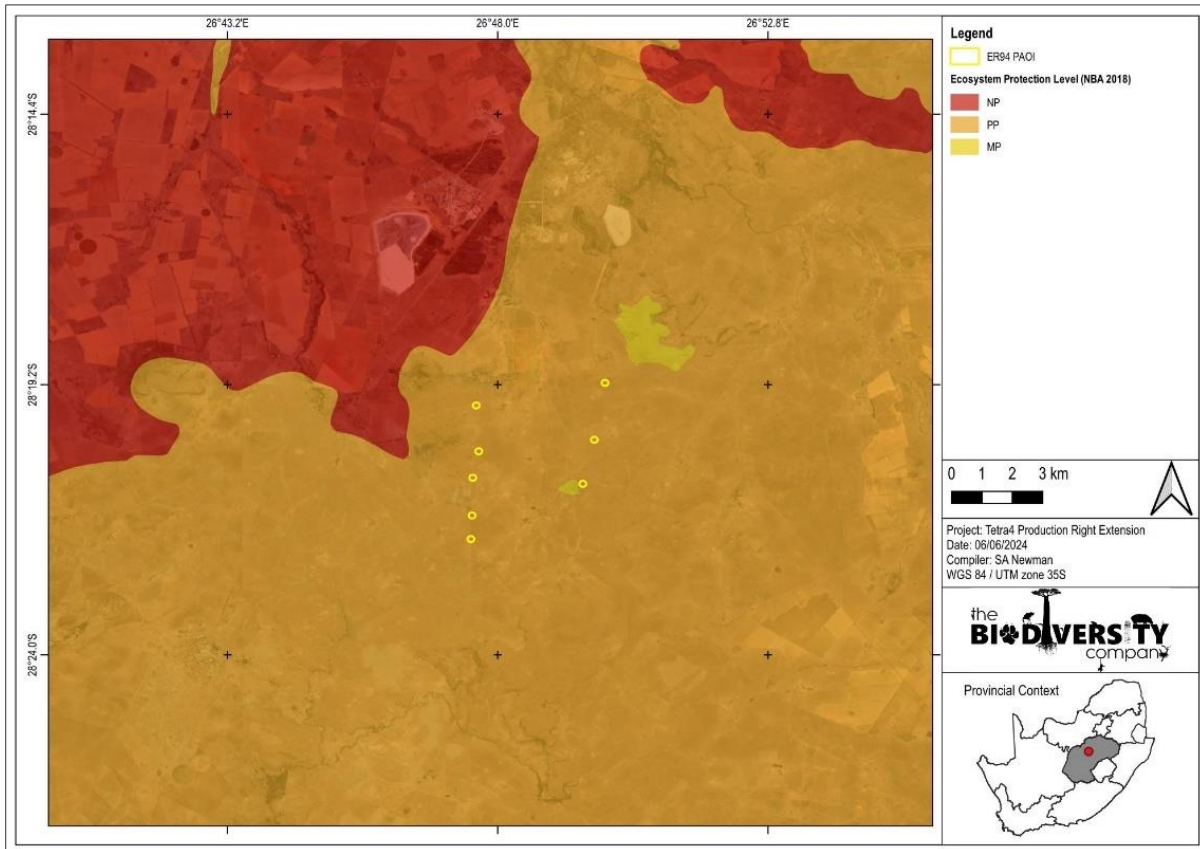 26°43.2'E
26°48.0'E
26°52.8'E
28°14.4'S
28°19.2'S
28°24.0'S
Legend
ER94 PAOI
Ecosystem Protection Level (NBA 2018)
NP
PP
MP
0 1 2 3 km
Project: Tetra4 Production Right Extension
Date: 06/06/2024
Compiler: SA Newman
WGS 84 / UTM zone 35S
the
BIODIVERSITY
company
Provincial Context